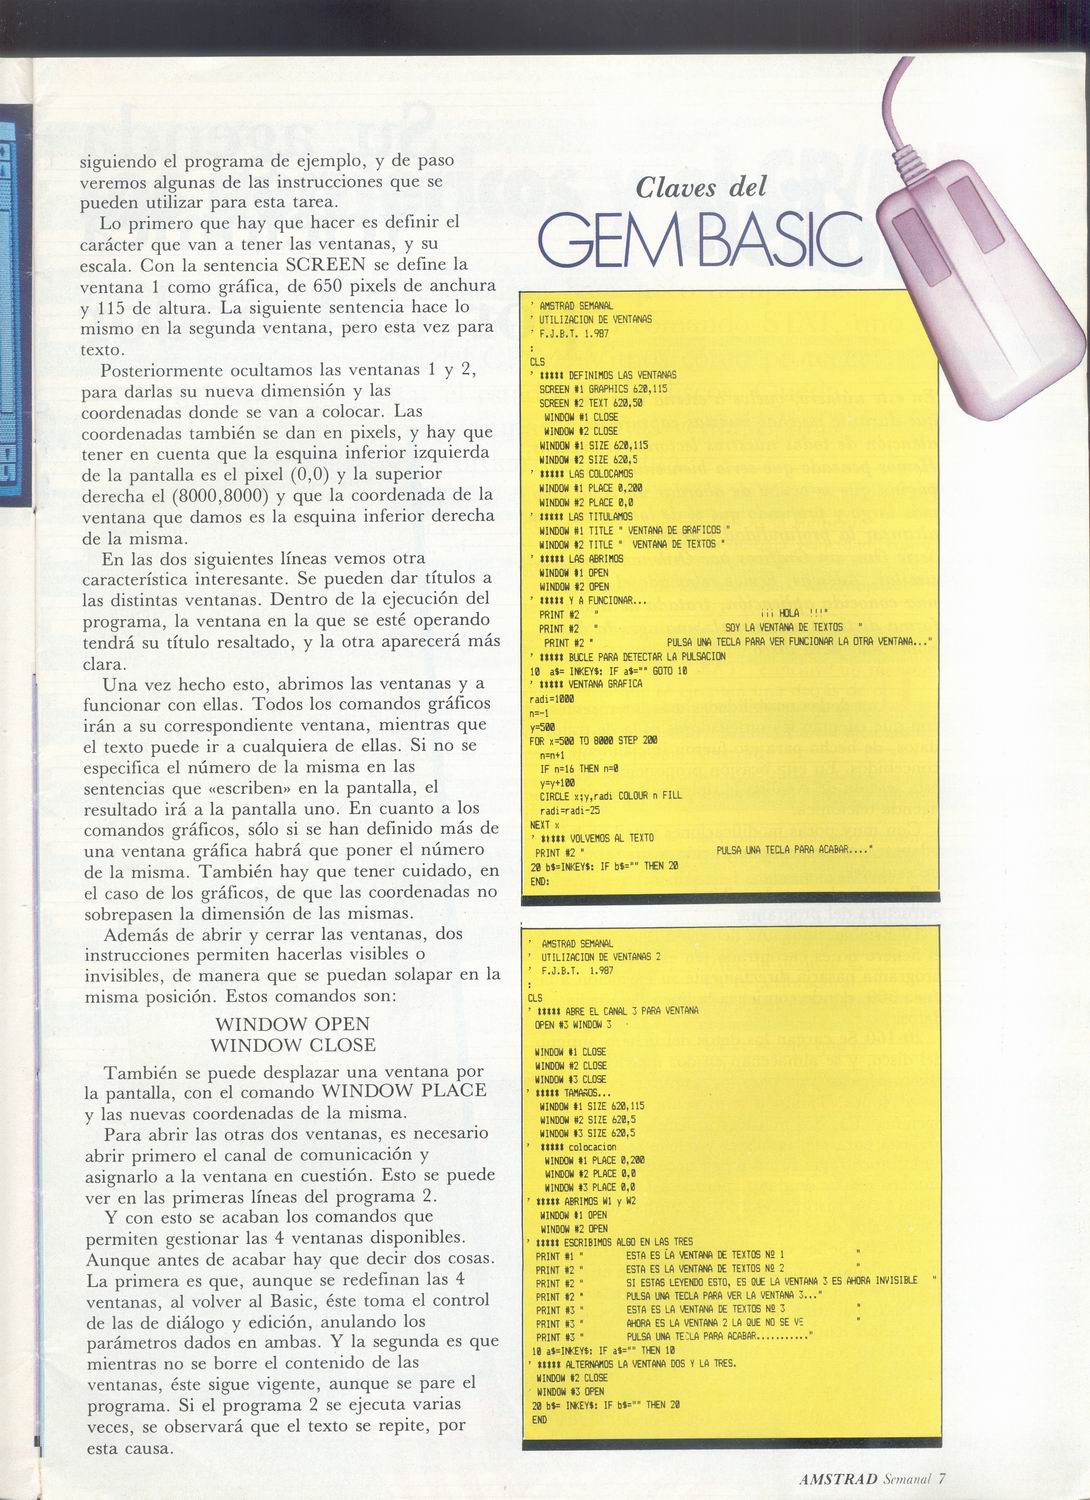 siguiendo el programa de ejemplo, y de paso
veremos algunas de las instrucciones que se
pueden utilizar para esta tarea.
Lo primero que hay que hacer es definir el
carácter que van a tener las ventanas, y su
escala. Con la sentencia SCREEN se define la
ventana 1 como gráfica, de 650 pixels de anchura
y 115 de altura. La siguiente sentencia hace lo
mismo en la segunda ventana, pero esta vez para
texto.
Posteriormente ocultamos las ventanas 1 y 2,
para darlas su nueva dimensión y las
coordenadas donde se van a colocar. Las
coordenadas también se dan en pixels, y hay que
tener en cuenta que la esquina inferior izquierda
de la pantalla es el pixel (0,0) y la superior
derecha el (8000,8000) y que la coordenada de la
ventana que damos es la esquina inferior derecha
de la misma.
En las dos siguientes líneas vemos otra
característica interesante. Se pueden dar títulos a
las distintas ventanas. Dentro de la ejecución del
programa, la ventana en la que se esté operando
tendrá su título resaltado, y la otra aparecerá más
clara.
Una vez hecho esto, abrimos las ventanas y a
funcionar con ellas. Todos los comandos gráficos
irán a su correspondiente ventana, mientras que
el texto puede ir a cualquiera de ellas. Si no se
especifica el número de la misma en las
sentencias que «escriben» en la pantalla, el
resultado irá a la pantalla uno. En cuanto a los
comandos gráficos, sólo si se han definido más de
una ventana gráfica habrá que poner el número
de la misma. También hay que tener cuidado, en
el caso de los gráficos, de que las coordenadas no
sobrepasen la dimensión de las mismas.
Además de abrir y cerrar las ventanas, dos
instrucciones permiten hacerlas visibles o
invisibles, de manera que se puedan solapar en la
misma posición. Estos comandos son:
WINDOW OPEN
WINDOW CLOSE
También se puede desplazar una ventana por
la pantalla, con el comando WINDOW PLACE
y las nuevas coordenadas de la misma.
Para abrir las otras dos ventanas, es necesario
abrir primero el canal de comunicación y
asignarlo a la ventana en cuestión. Esto se puede
ver en las primeras líneas del programa 2.
Y con esto se acaban los comandos que
permiten gestionar las 4 ventanas disponibles.
Aunque antes de acabar hay que decir dos cosas.
La primera es que, aunque se redefinan las 4
ventanas, al volver al Basic, éste toma el control
de las de diálogo y edición, anulando los
parámetros dados en ambas. Y la segunda es que
mientras no se borre el contenido de las
ventanas, éste sigue vigente, aunque se pare el
programa. Si el programa 2 se ejecuta varias
veces, se observará que el texto se repite, por
esta causa.
Claves del
GEM BASIC
' AMSTRAD SEMANAL
' UTILIZACION DE VENTANAS
' F.J.B.T. 1.987
:
CLS
' ***** DEFINIMOS LAS VENTANAS
SCREEN #1 GRAPHICS 620,115
SCREEN #2 TEXT 620,50
WINDOW #1 CLOSE
WINDOW #2 CLOSE
WINDOW #1 SIZE 620,115
WINDOW #2 SIZE 620,5
' ***** LAS COLOCAMOS
WINDOW #1 PLACE 0,200
WINDOW #2 PLACE 0,0
' ***** LAS TITULAMOS
WINDOW #1 TITLE " VENTANA DE GRAFICOS "
WINDOW #2 TITLE "  VENTANA DE TEXTOS "
' ***** LAS ABRIMOS
WINDOW #1 OPEN
WINDOW #2 OPEN
' ***** Y A FUNCIONAR...
PRINT #2 " ¡¡¡ HOLA !!!"
PRINT #2 " SOY LA VENTANA DE TEXTOS "
PRINT #2 " PULSA UNA TECLA PARA VER FUNCIONAR LA OTRA VENTANA..."
' ***** BUCLE PARA DETECTAR LA PULSACION
10 a$= INKEY$: IF a$="" GOTO 10
' ***** VENTANA GRAFICA
radi=1000
n=-1
y=500
FOR x=500 TO 8000 STEP 200
n=n+1
IF n=16 THEN n=0
y=y+100
CIRCLE x;y,radi COLOUR n FILL
radi=radi-25
NEXT x
' ***** VOLVEMOS AL TEXTO
PRINT #2 " PULSA UNA TECLA PARA ACABAR...."
20 b$=INKEY$: IF b$="" THEN 20
END:
' AMSTRAD SEMANAL
' UTILIZACION DE VENTANAS 2
' F.J.B.T. 1.987
:
CLS
' ***** ABRE EL CANAL 3 PARA VENTANA
OPEN #3 WINDOW 3
WINDOW #1 CLOSE
WINDOW #2 CLOSE
WINDOW #3 CLOSE
' ***** TAMAÑOS...
WINDOW #1 SIZE 620,115
WINDOW #2 SIZE 620,5
WINDOW #3 SIZE 620,5
' ***** colocacion
WINDOW #1 PLACE 0,200
WINDOW #2 PLACE 0,0
WINDOW #3 PLACE 0,0
' ***** ABRIMOS W1 y W2
WINDOW #1 OPEN
WINDOW #2 OPEN
' ***** ESCRIBIMOS ALGO EN LAS TRES
PRINT #1 " ESTA ES LA VENTANA DE TEXTOS Nº 1 "
PRINT #2 " ESTA ES LA VENTANA DE TEXTOS Nº 2 "
PRINT #2 " SI ESTAS LEYENDO ESTO, ES QUE LA VENTANA 3 ES AHORA INVISIBLE "
PRINT #2 " PULSA UNA TECLA PARA VER LA VENTANA 3..."
PRINT #3 " ESTA ES LA VENTANA DE TEXTOS Nº 3 "
PRINT #3 " AHORA ES LA VENTANA 2 LA QUE NO SE VE "
PRINT #3 " PULSA UNA TECLA PARA ACABAR..........."
10 a$=INKEY$: IF a$="" THEN 10
' ***** ALTERNAMOS LA VENTANA DOS Y LA TRES.
WINDOW #2 CLOSE
WINDOW #3 OPEN
20 b$= INKEY$: IF b$="" THEN 20
END
AMSTRAD Semanal 7